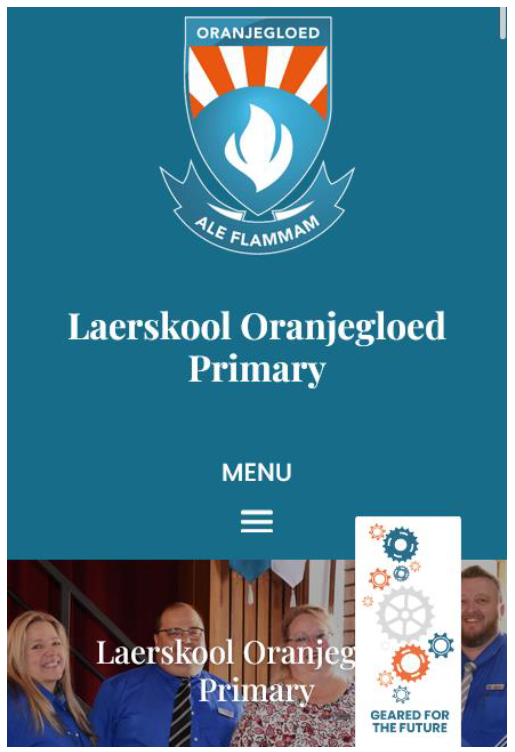 ORANJEGLOED
ALE FLAMMAM
Laerskool Oranjegloed
Primary
MENU
Laerskool Oranjeg
Primary
GEARED FOR
THE FUTURE